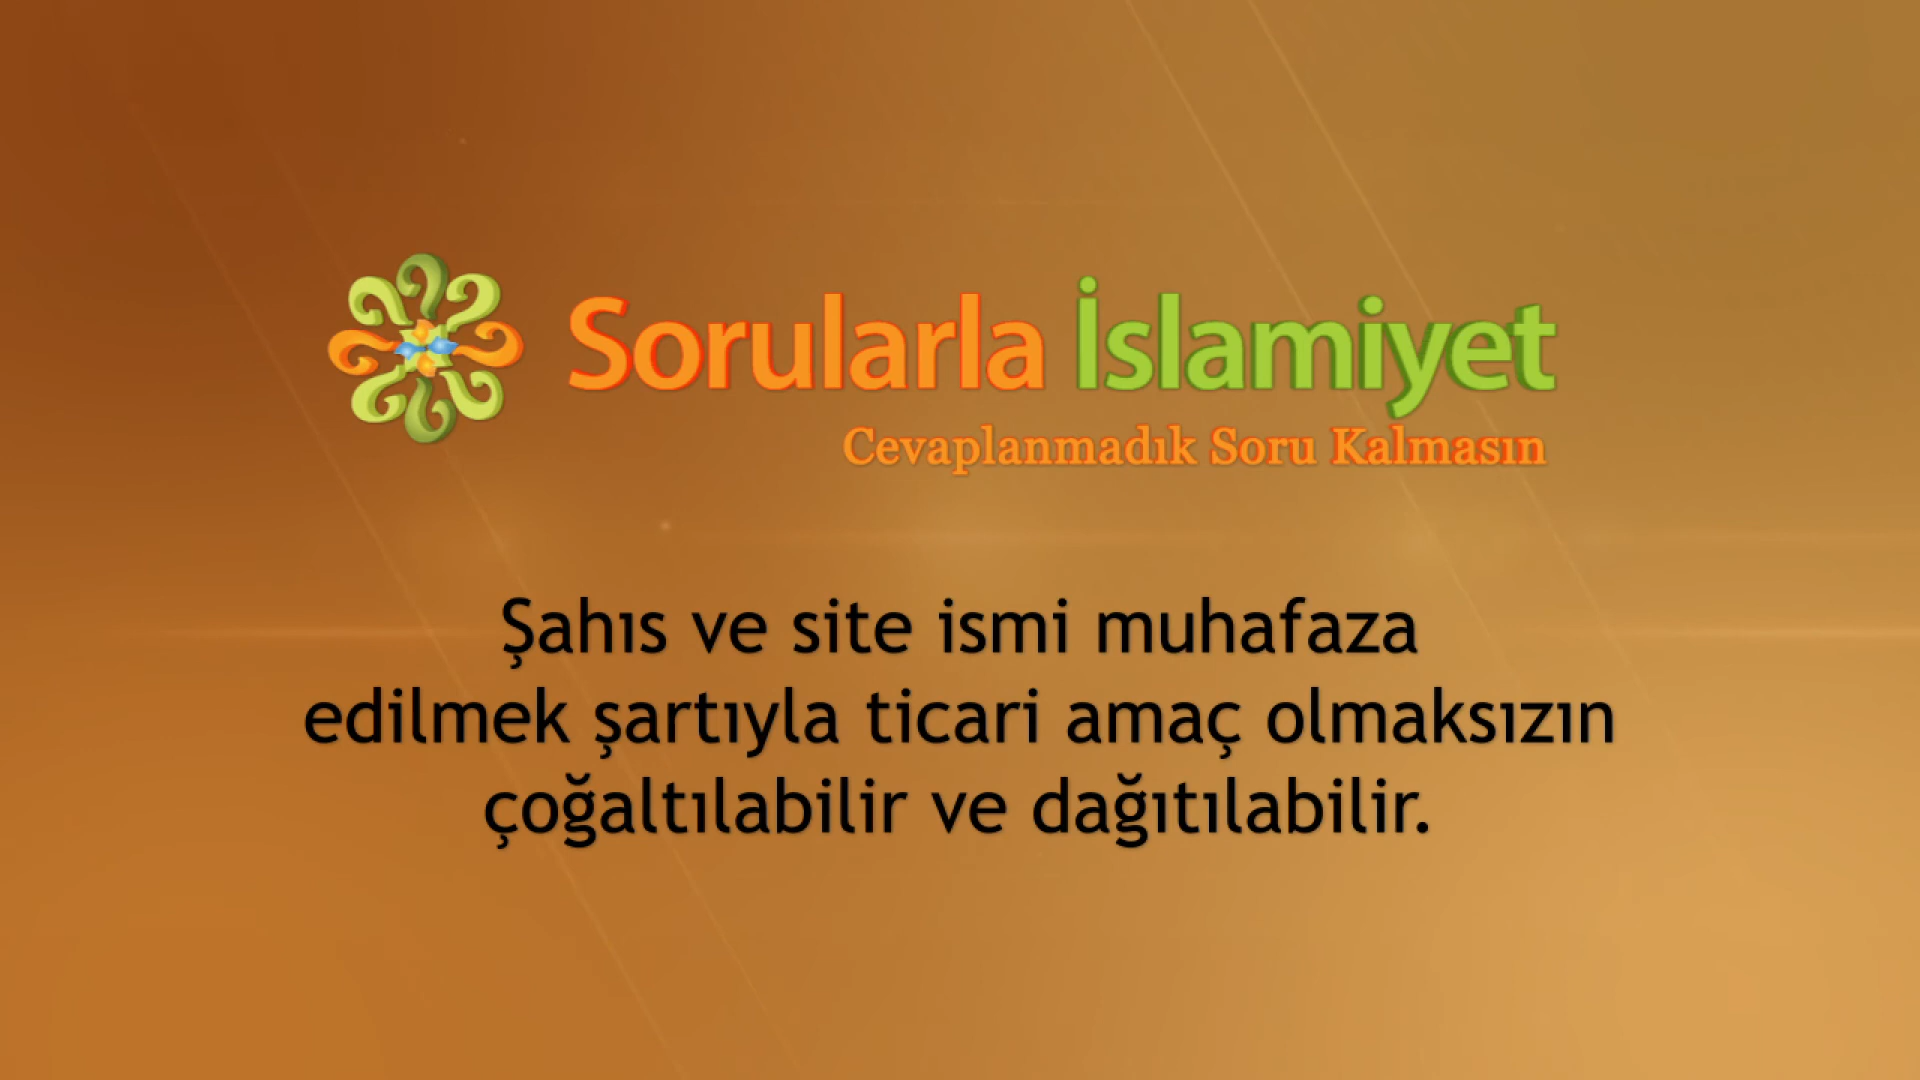 Sorularla İslamiyet
Cevaplanmadık Soru Kalmasın
Şahıs ve site ismi muhafaza
edilmek şartıyla ticari amaç olmaksızın
çoğaltılabilir ve dağıtılabilir.